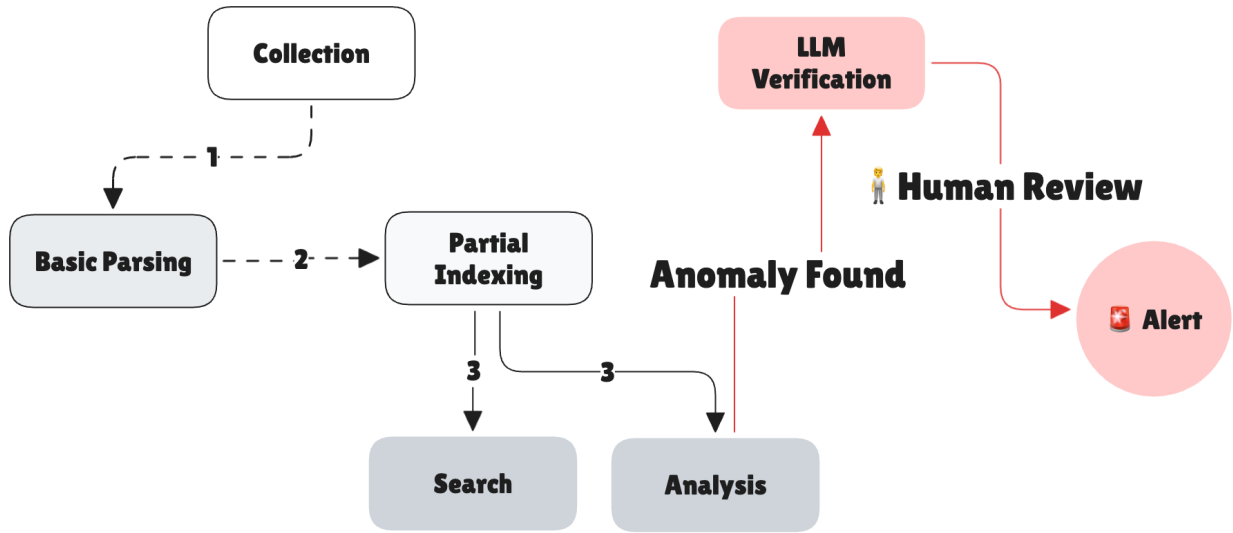 Collection
LLM
Verification
1
Human Review
Basic Parsing
2
Partial
Indexing
Anomaly Found
Alert
3
3
Search
Analysis